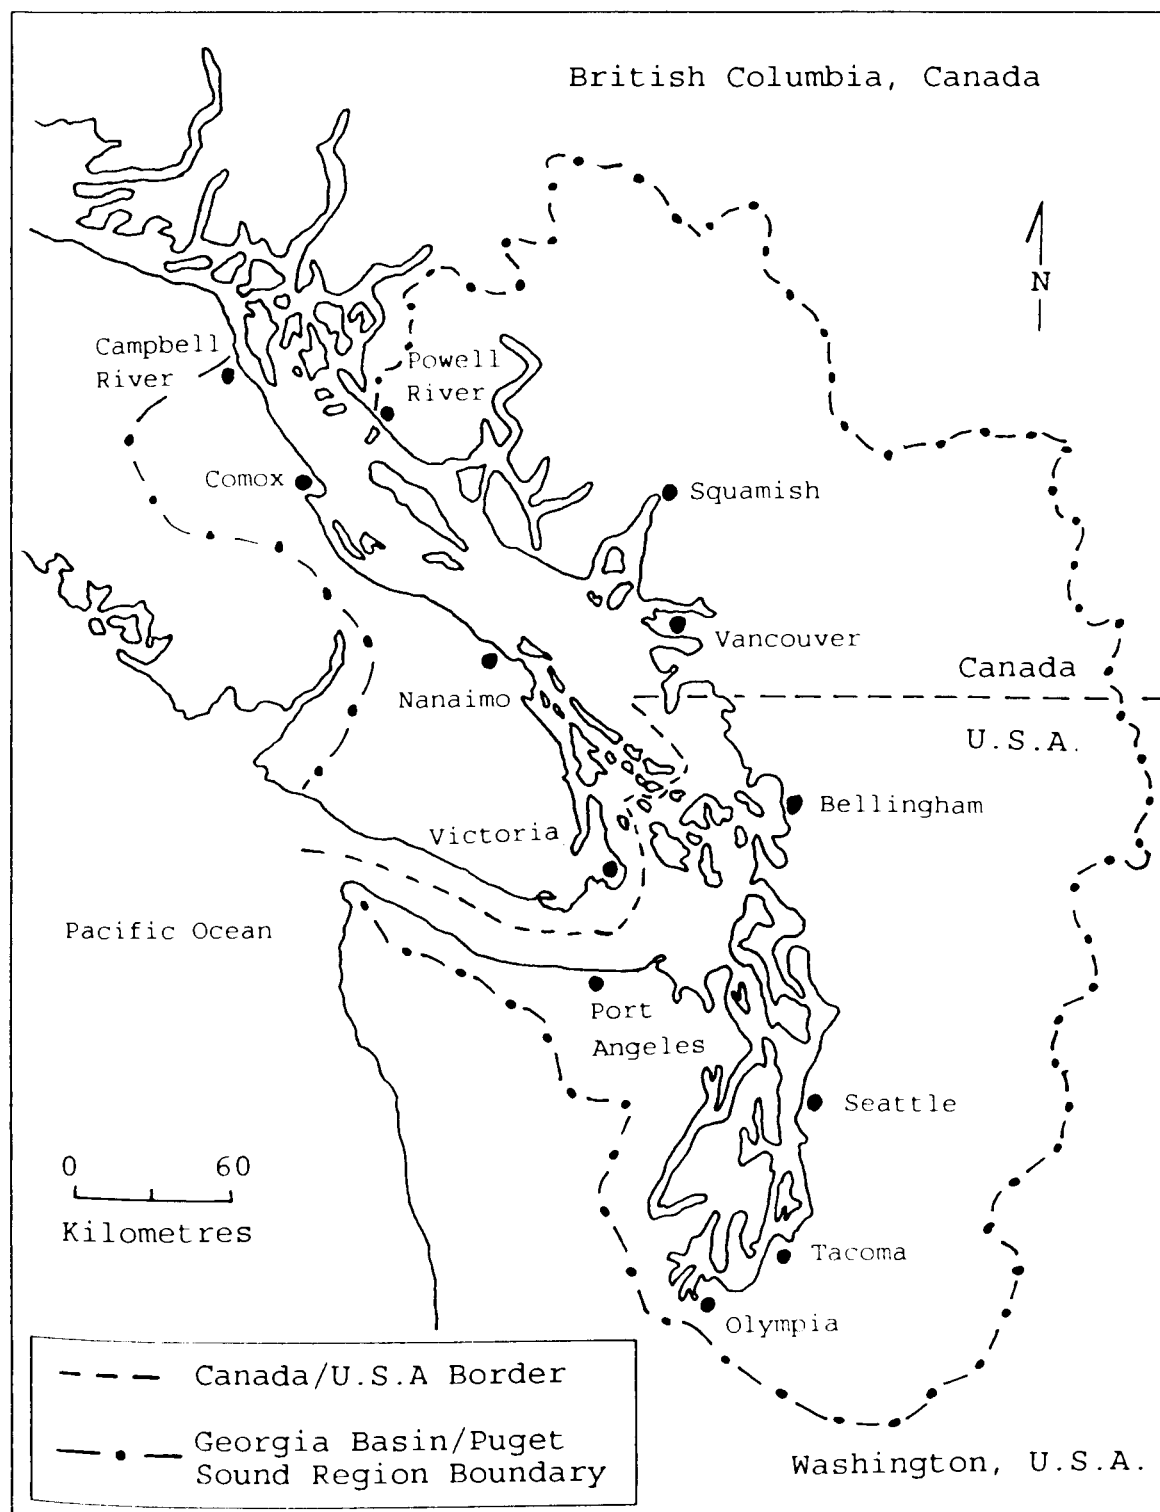 British Columbia, Canada
N
Campbell
River
Powell
River
Comox
Squamish
Vancouver
Nanaimo
Canada
U.S.A.
Bellingham
Victoria
Pacific Ocean
Port
Angeles
Seattle
0 60
Kilometres
Tacoma
Olympia
Canada/U.S.A Border
Georgia Basin/Puget
Sound Region Boundary
Washington, U.S.A.